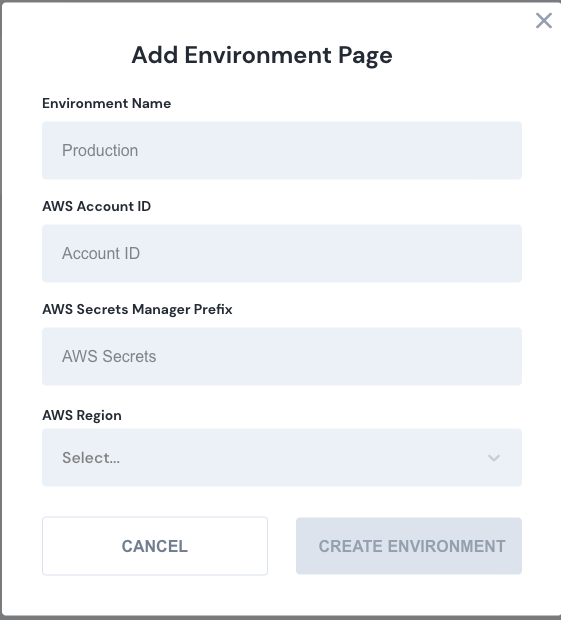 Add Environment Page
Environment Name
Production
AWS Account ID
Account ID
AWS Secrets Manager Prefix
AWS Secrets
AWS Region
Select...
CANCEL
CREATE ENVIRONMENT